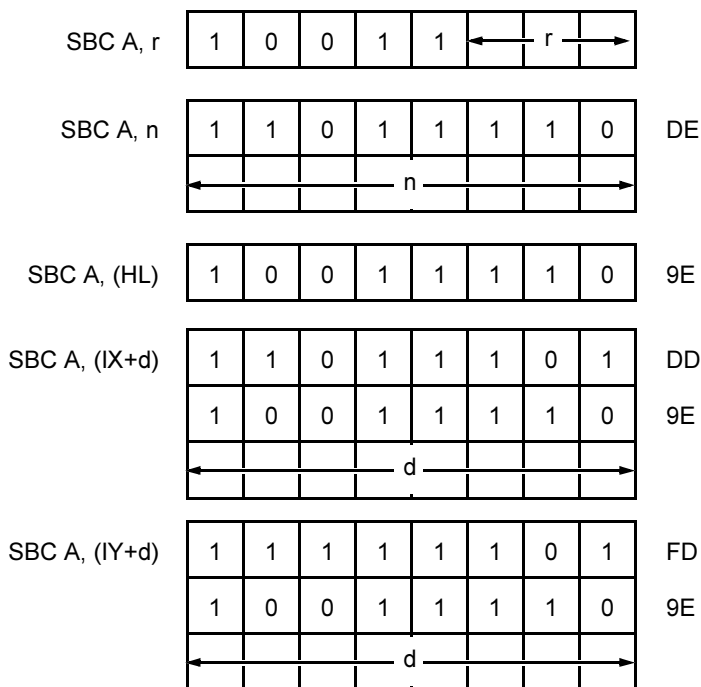 SBC A, r 1 0 0 1 1 r
SBC A, n 1 1 0 1 1 1 1 0 DE
n
SBC A, (HL) 1 0 0 1 1 1 1 0 9E
SBC A, (IX+d) 1 1 0 1 1 1 0 1 DD
1 0 0 1 1 1 1 0 9E
d
SBC A, (IY+d) 1 1 1 1 1 1 0 1 FD
1 0 0 1 1 1 1 0 9E
d